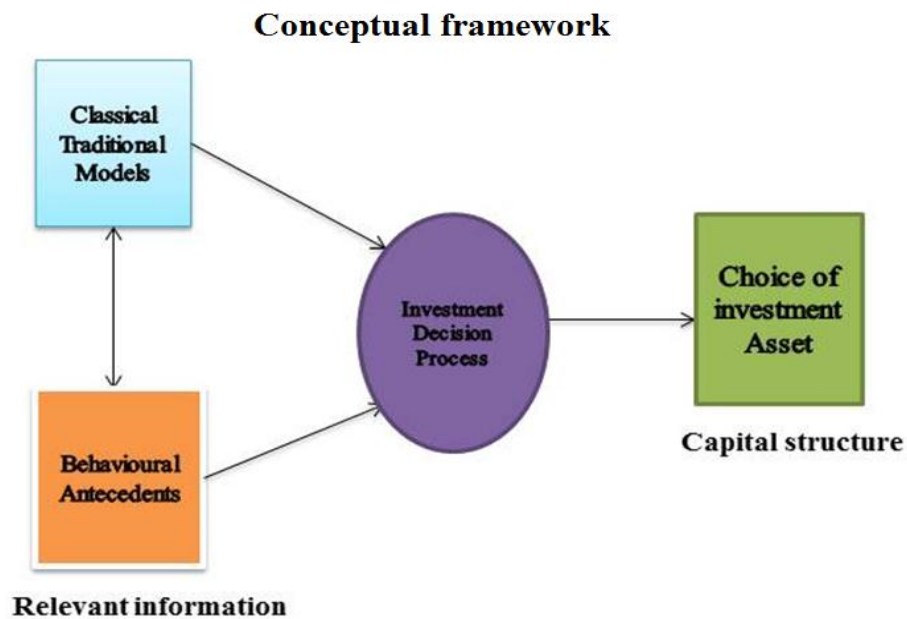 Conceptual framework
Classical
Traditional
Models
Behavioural
Antecedents
Relevant information
Investment
Decision
Process
Choice of
investment
Asset
Capital structure